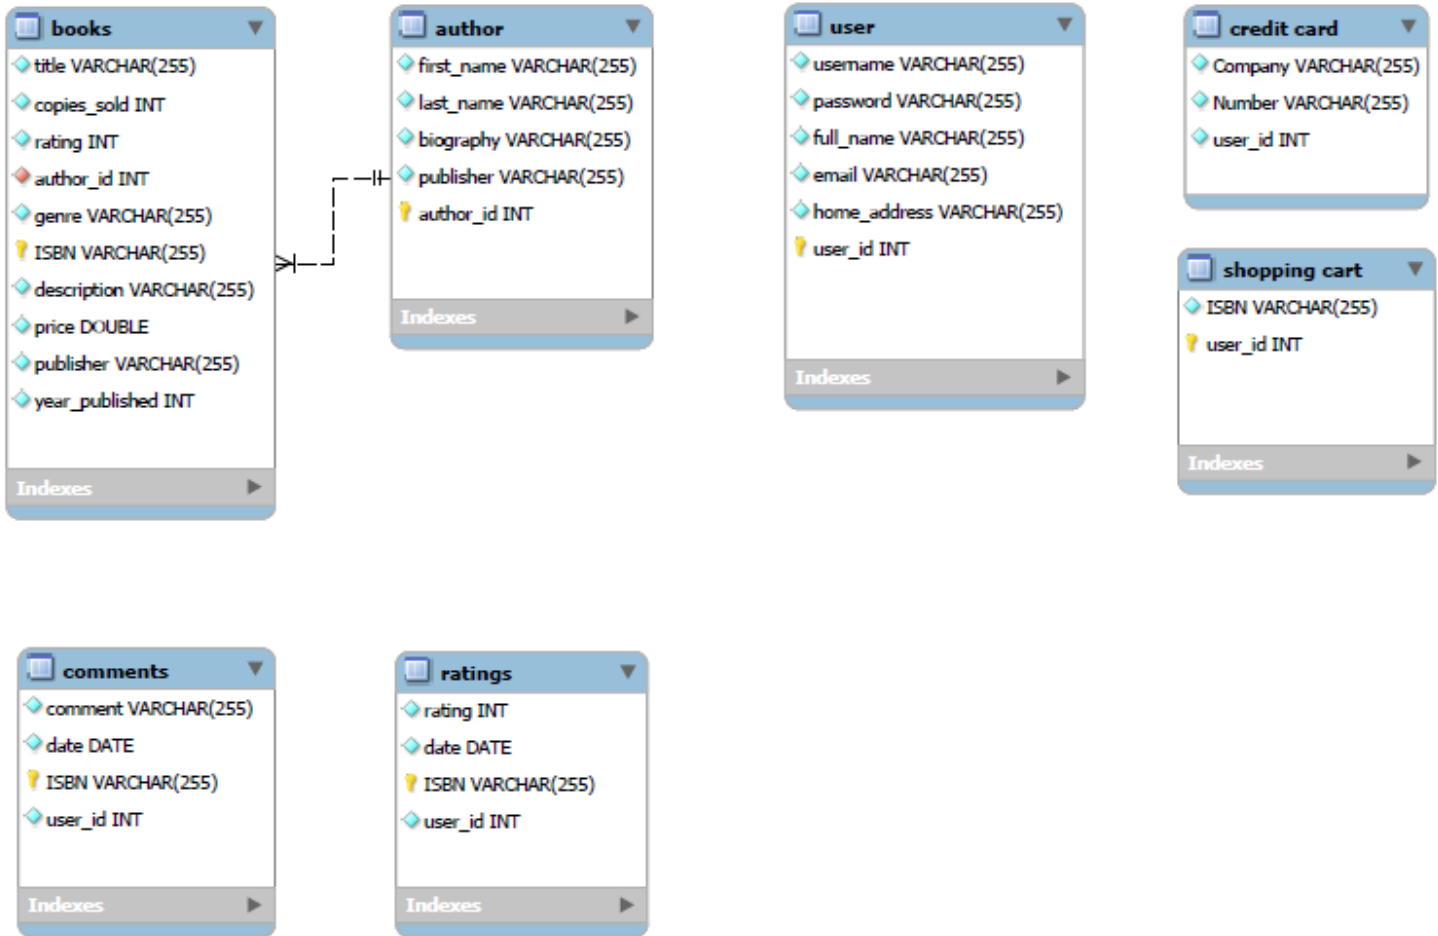 books
title VARCHAR(255)
copies_sold INT
rating INT
author_id INT
genre VARCHAR(255)
ISBN VARCHAR(255)
description VARCHAR(255)
price DOUBLE
publisher VARCHAR(255)
year_published INT
Indexes
author
first_name VARCHAR(255)
last_name VARCHAR(255)
biography VARCHAR(255)
publisher VARCHAR(255)
author_id INT
Indexes
user
username VARCHAR(255)
password VARCHAR(255)
full_name VARCHAR(255)
email VARCHAR(255)
home_address VARCHAR(255)
user_id INT
Indexes
credit card
Company VARCHAR(255)
Number VARCHAR(255)
user_id INT
shopping cart
ISBN VARCHAR(255)
user_id INT
Indexes
comments
comment VARCHAR(255)
date DATE
ISBN VARCHAR(255)
user_id INT
Indexes
ratings
rating INT
date DATE
ISBN VARCHAR(255)
user_id INT
Indexes